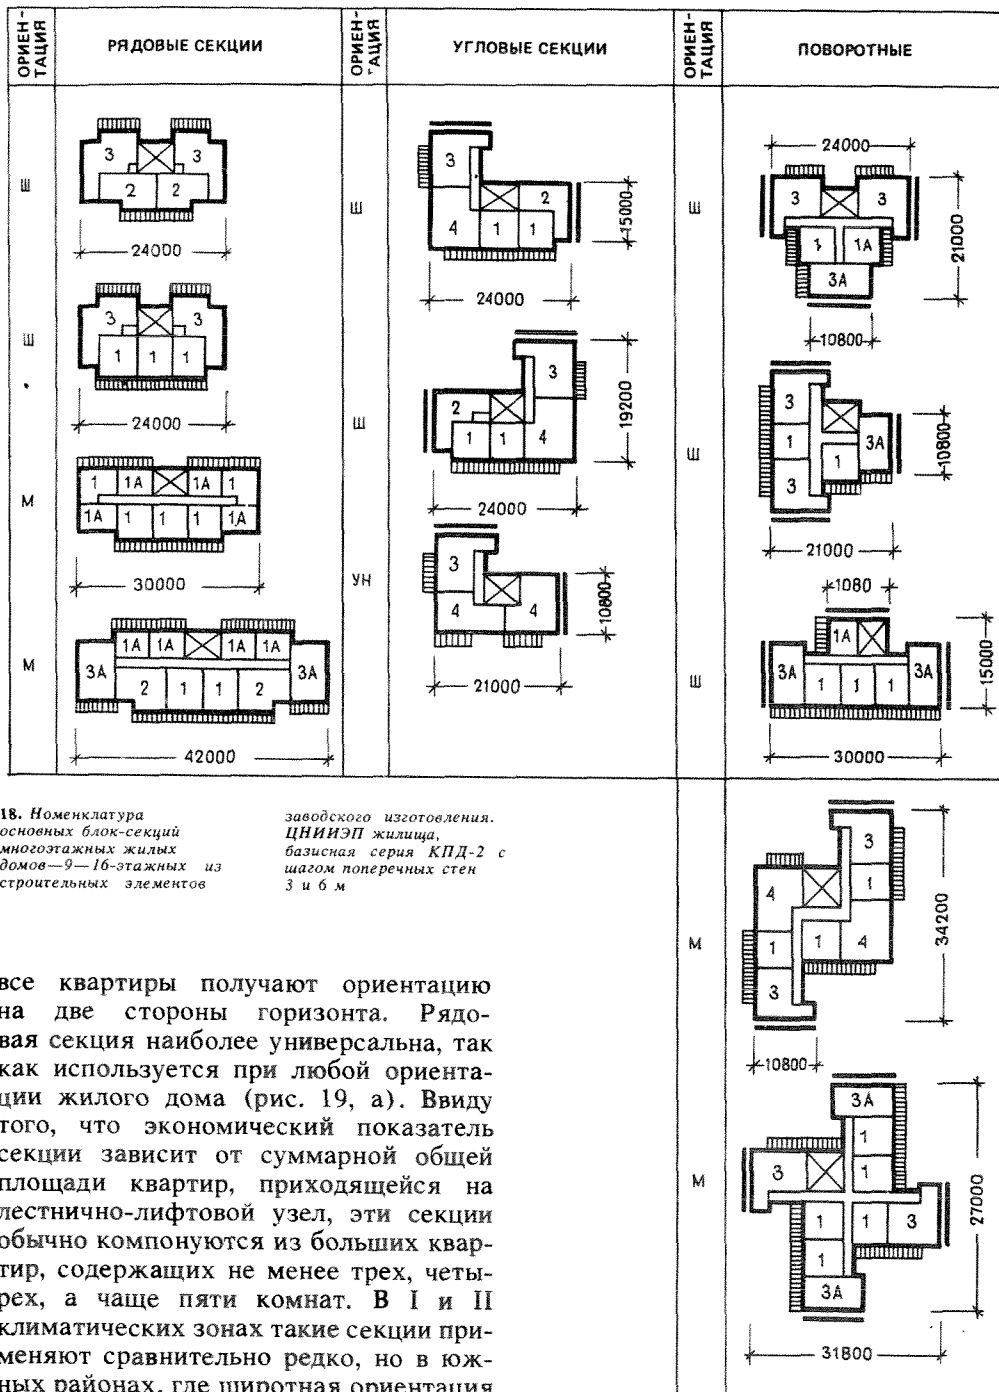 ОРИЕН-
ТАЦИЯ
РЯДОВЫЕ СЕКЦИИ
ОРИЕН-
ТАЦИЯ
УГЛОВЫЕ СЕКЦИИ
ОРИЕН-
ТАЦИЯ
ПОВОРОТНЫЕ
Ш
3 3
2 2
24000
Ш
3 3
1 1 1
24000
М
1 1А 1А 1
1А 1 1 1 1А
30000
М
1А 1А 1А 1А
3А 2 1 1 2 3А
42000
Ш
3
2
4 1 1
15000
24000
Ш
3
2
1 1 4
19200
24000
УН
3
4 4
10800
21000
Ш
24000
3 3
1 1А
3А
21000
10800
Ш
3
1 3А
1
3
10800
21000
Ш
1080
1А
3А 1 1 1 3А
15000
30000
М
3
4 1
1 1 4
3
34200
10800
М
3А
1
3 1
1 1 3
1
3А
27000
31800
18. Номенклатура
основных блок-секций
многоэтажных жилых
домов—9—16-этажных из
строительных элементов
заводского изготовления.
ЦНИИЭП жилища,
базисная серия КПД-2 с
шагом поперечных стен
3 и 6 м
все квартиры получают ориентацию
на две стороны горизонта. Рядо-
вая секция наиболее универсальна, так
как используется при любой ориента-
ции жилого дома (рис. 19, а). Ввиду
того, что экономический показатель
секции зависит от суммарной общей
площади квартир, приходящейся на
лестнично-лифтовой узел, эти секции
обычно компонуются из больших квар-
тир, содержащих не менее трех, четы-
рех, а чаще пяти комнат. В I и II
климатических зонах такие секции при-
меняют сравнительно редко, но в юж-
ных районах, где широтная ориентация